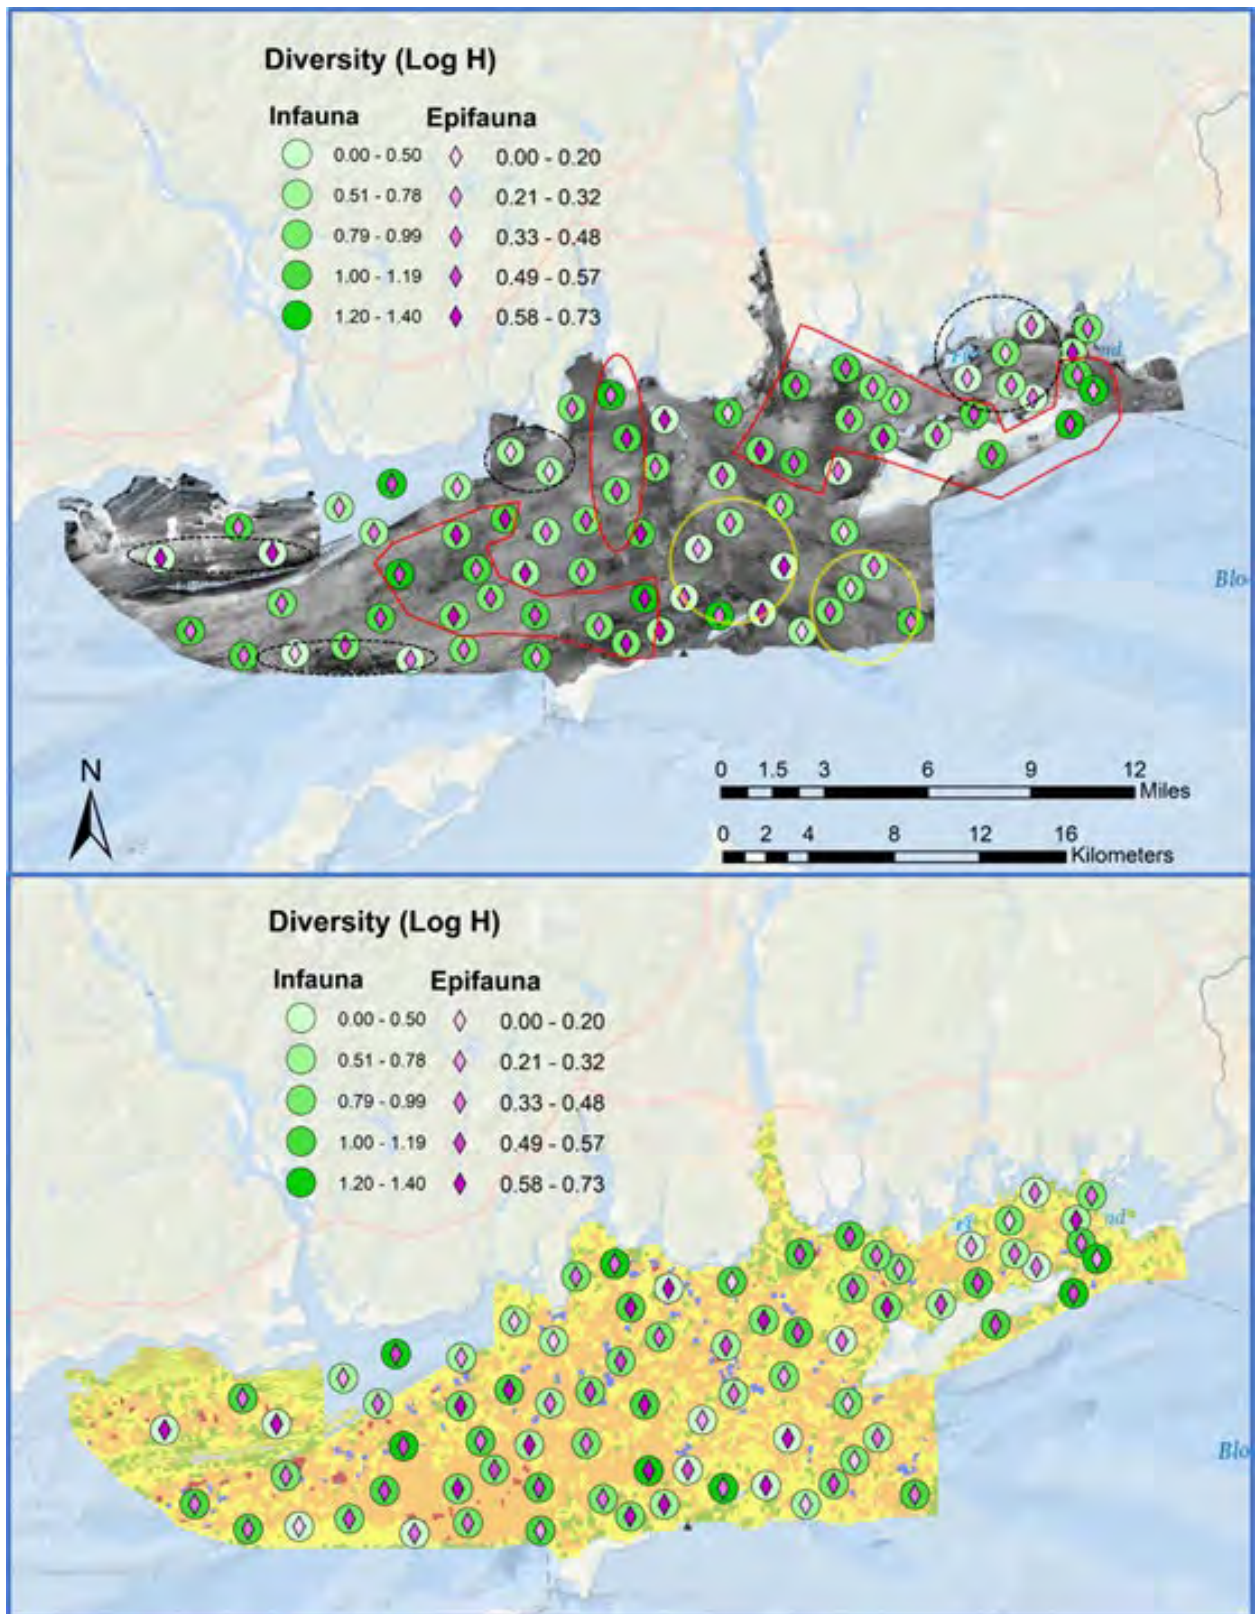 Diversity (Log H)
Infauna Epifauna
0.00 - 0.50 0.00 - 0.20
0.51 - 0.78 0.21 - 0.32
0.79 - 0.99 0.33 - 0.48
1.00 - 1.19 0.49 - 0.57
1.20 - 1.40 0.58 - 0.73
nd
Blo
N
0 1.5 3 6 9 12
Miles
0 2 4 8 12 16
Kilometers
Diversity (Log H)
Infauna Epifauna
0.00 - 0.50 0.00 - 0.20
0.51 - 0.78 0.21 - 0.32
0.79 - 0.99 0.33 - 0.48
1.00 - 1.19 0.49 - 0.57
1.20 - 1.40 0.58 - 0.73
nd
Blo